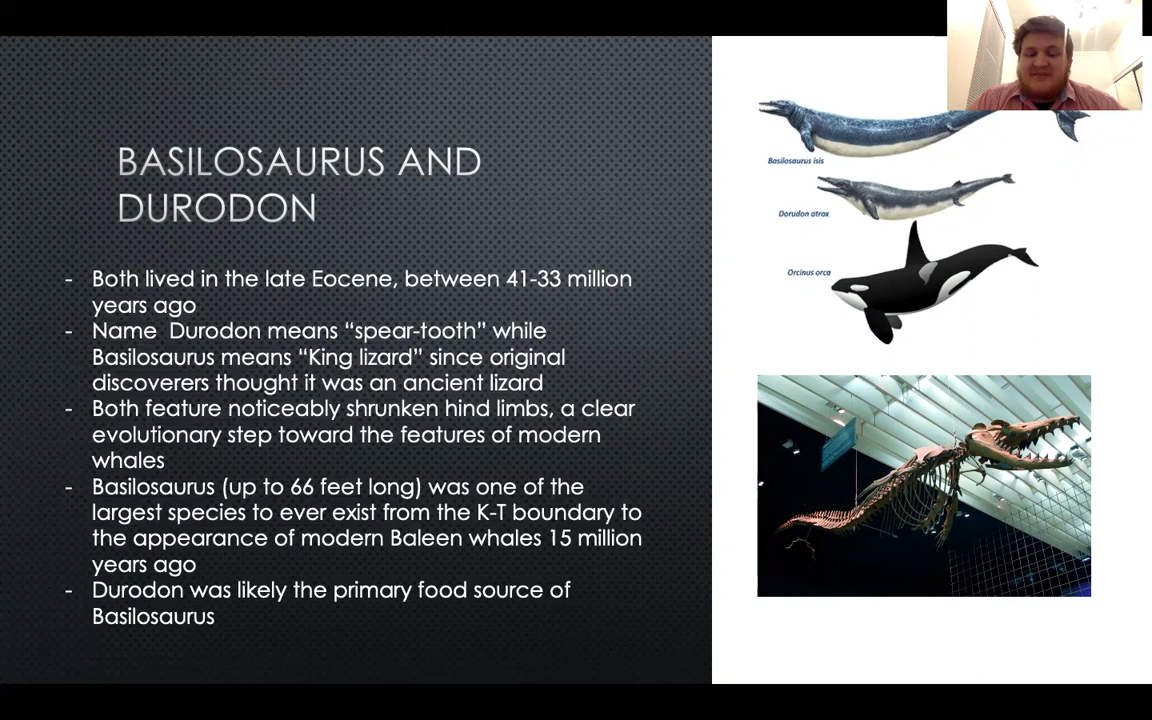 BASILOSAURUS AND
DURODON
- Both lived in the late Eocene, between 41-33 million
years ago
- Name  Durodon means “spear-tooth” while
Basilosaurus means “King lizard” since original
discoverers thought it was an ancient lizard
- Both feature noticeably shrunken hind limbs, a clear
evolutionary step toward the features of modern
whales
- Basilosaurus (up to 66 feet long) was one of the
largest species to ever exist from the K-T boundary to
the appearance of modern Baleen whales 15 million
years ago
- Durodon was likely the primary food source of
Basilosaurus
Basilosaurus isis
Dorudon atrox
Orcinus orca